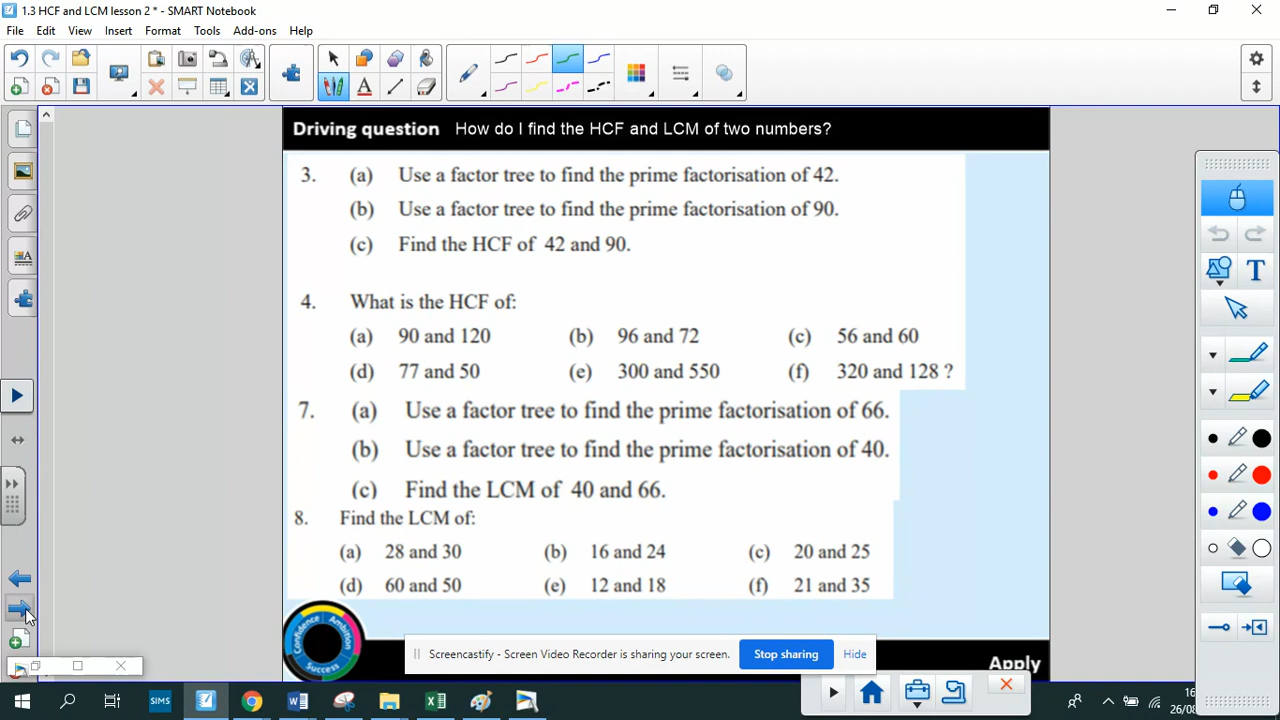 1.3 HCF and LCM lesson 2 * - SMART Notebook
File Edit View Insert Format Tools Add-ons Help
Driving question How do I find the HCF and LCM of two numbers?
3. (a) Use a factor tree to find the prime factorisation of 42.
(b) Use a factor tree to find the prime factorisation of 90.
(c) Find the HCF of 42 and 90.
4. What is the HCF of:
(a) 90 and 120 (b) 96 and 72 (c) 56 and 60
(d) 77 and 50 (e) 300 and 550 (f) 320 and 128 ?
7. (a) Use a factor tree to find the prime factorisation of 66.
(b) Use a factor tree to find the prime factorisation of 40.
(c) Find the LCM of 40 and 66.
8. Find the LCM of:
(a) 28 and 30 (b) 16 and 24 (c) 20 and 25
(d) 60 and 50 (e) 12 and 18 (f) 21 and 35
Confidence Ambition Success
Screencastify - Screen Video Recorder is sharing your screen. Stop sharing Hide
Apply
SIMS
16
26/08